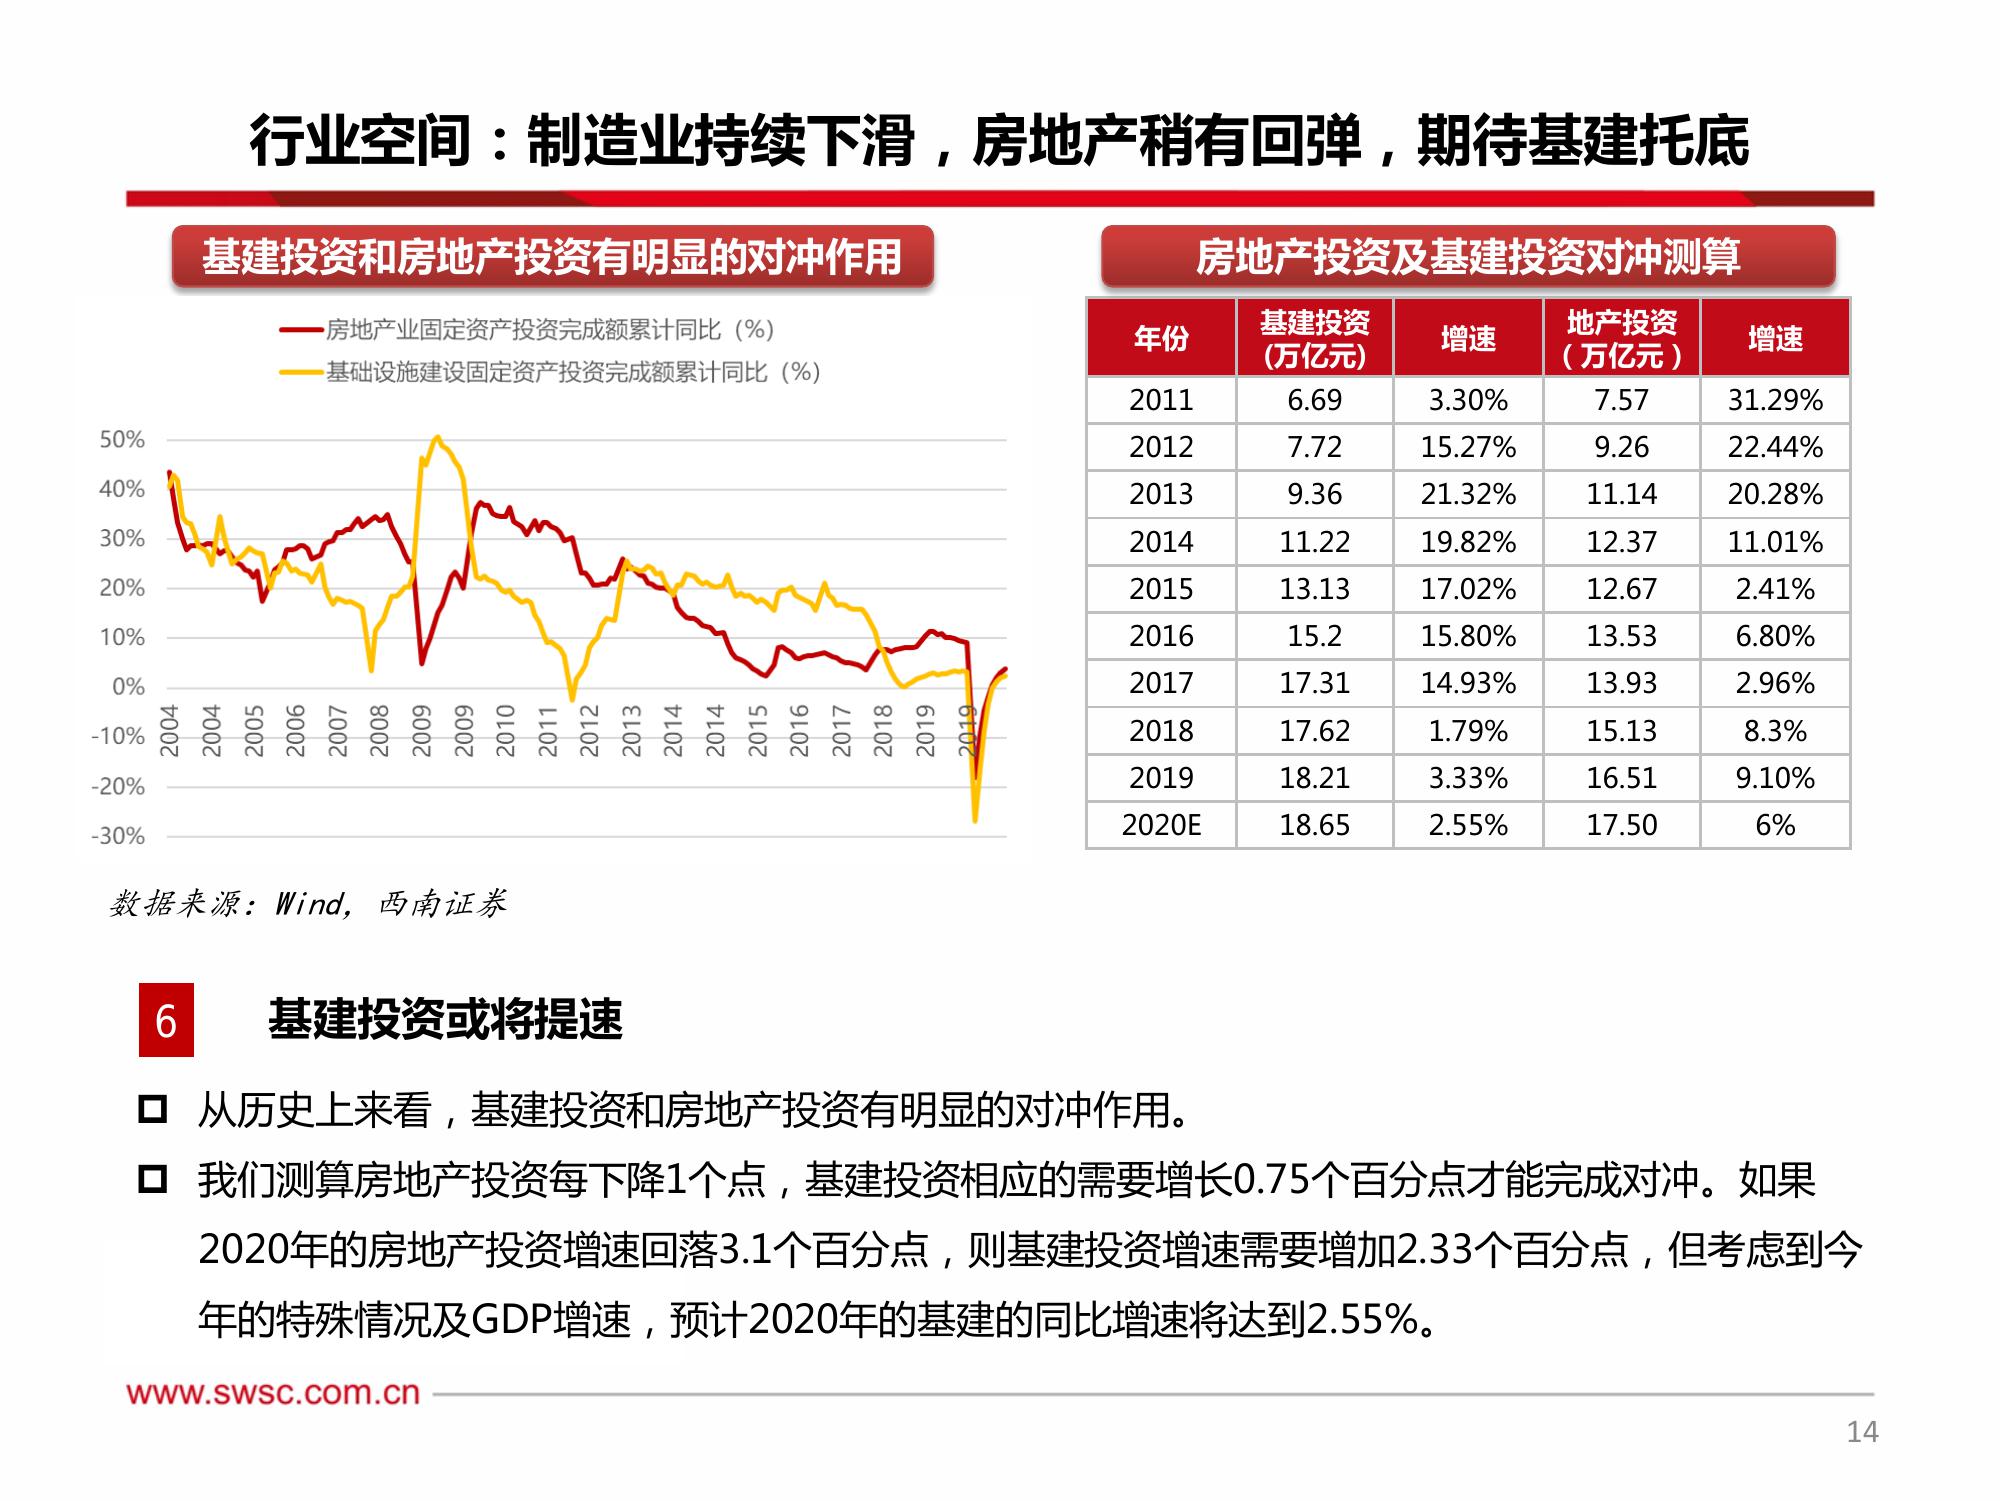 行业空间：制造业持续下滑，房地产稍有回弹，期待基建托底
基建投资和房地产投资有明显的对冲作用
房地产业固定资产投资完成额累计同比（%）
基础设施建设固定资产投资完成额累计同比（%）
50%
40%
30%
20%
10%
0%
-10%
-20%
-30%
2004 2004 2005 2006 2007 2008 2009 2009 2010 2011 2012 2013 2014 2014 2015 2016 2017 2018 2019 2019
数据来源：Wind，西南证券
房地产投资及基建投资对冲测算
年份 基建投资(万亿元) 增速 地产投资（万亿元） 增速
2011 6.69 3.30% 7.57 31.29%
2012 7.72 15.27% 9.26 22.44%
2013 9.36 21.32% 11.14 20.28%
2014 11.22 19.82% 12.37 11.01%
2015 13.13 17.02% 12.67 2.41%
2016 15.2 15.80% 13.53 6.80%
2017 17.31 14.93% 13.93 2.96%
2018 17.62 1.79% 15.13 8.3%
2019 18.21 3.33% 16.51 9.10%
2020E 18.65 2.55% 17.50 6%
6 基建投资或将提速
从历史上来看，基建投资和房地产投资有明显的对冲作用。
我们测算房地产投资每下降1个点，基建投资相应的需要增长0.75个百分点才能完成对冲。如果
2020年的房地产投资增速回落3.1个百分点，则基建投资增速需要增加2.33个百分点，但考虑到今
年的特殊情况及GDP增速，预计2020年的基建的同比增速将达到2.55%。
www.swsc.com.cn
14